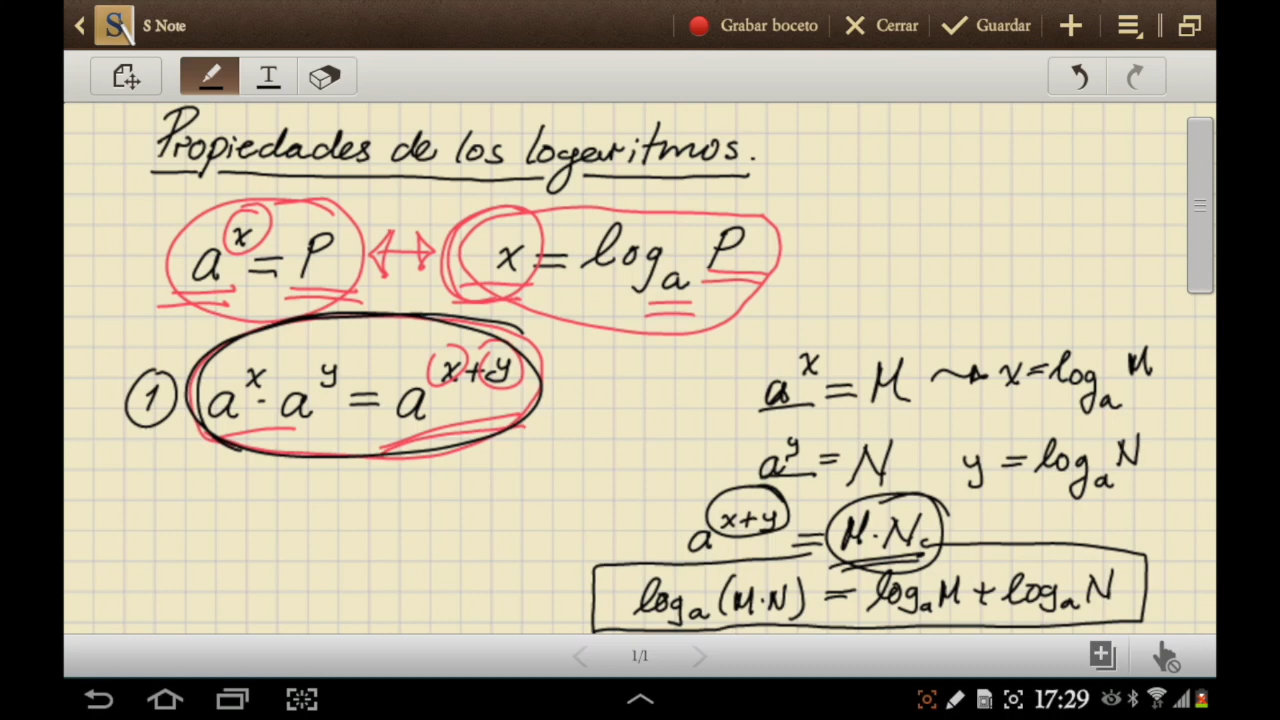 S Note
Grabar boceto
Cerrar
Guardar
T
Propiedades de los logaritmos.
a^x = P ↔ x = log_a P
① a^x · a^y = a^(x+y)
a^x = M → x = log_a M
a^y = N y = log_a N
a^(x+y) = M·N
log_a (M·N) = log_a M + log_a N
1/1
17:29